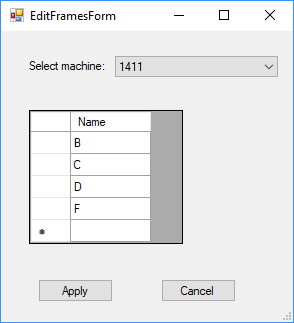 EditFramesForm
Select machine: 1411
Name
B
C
D
F
Apply Cancel